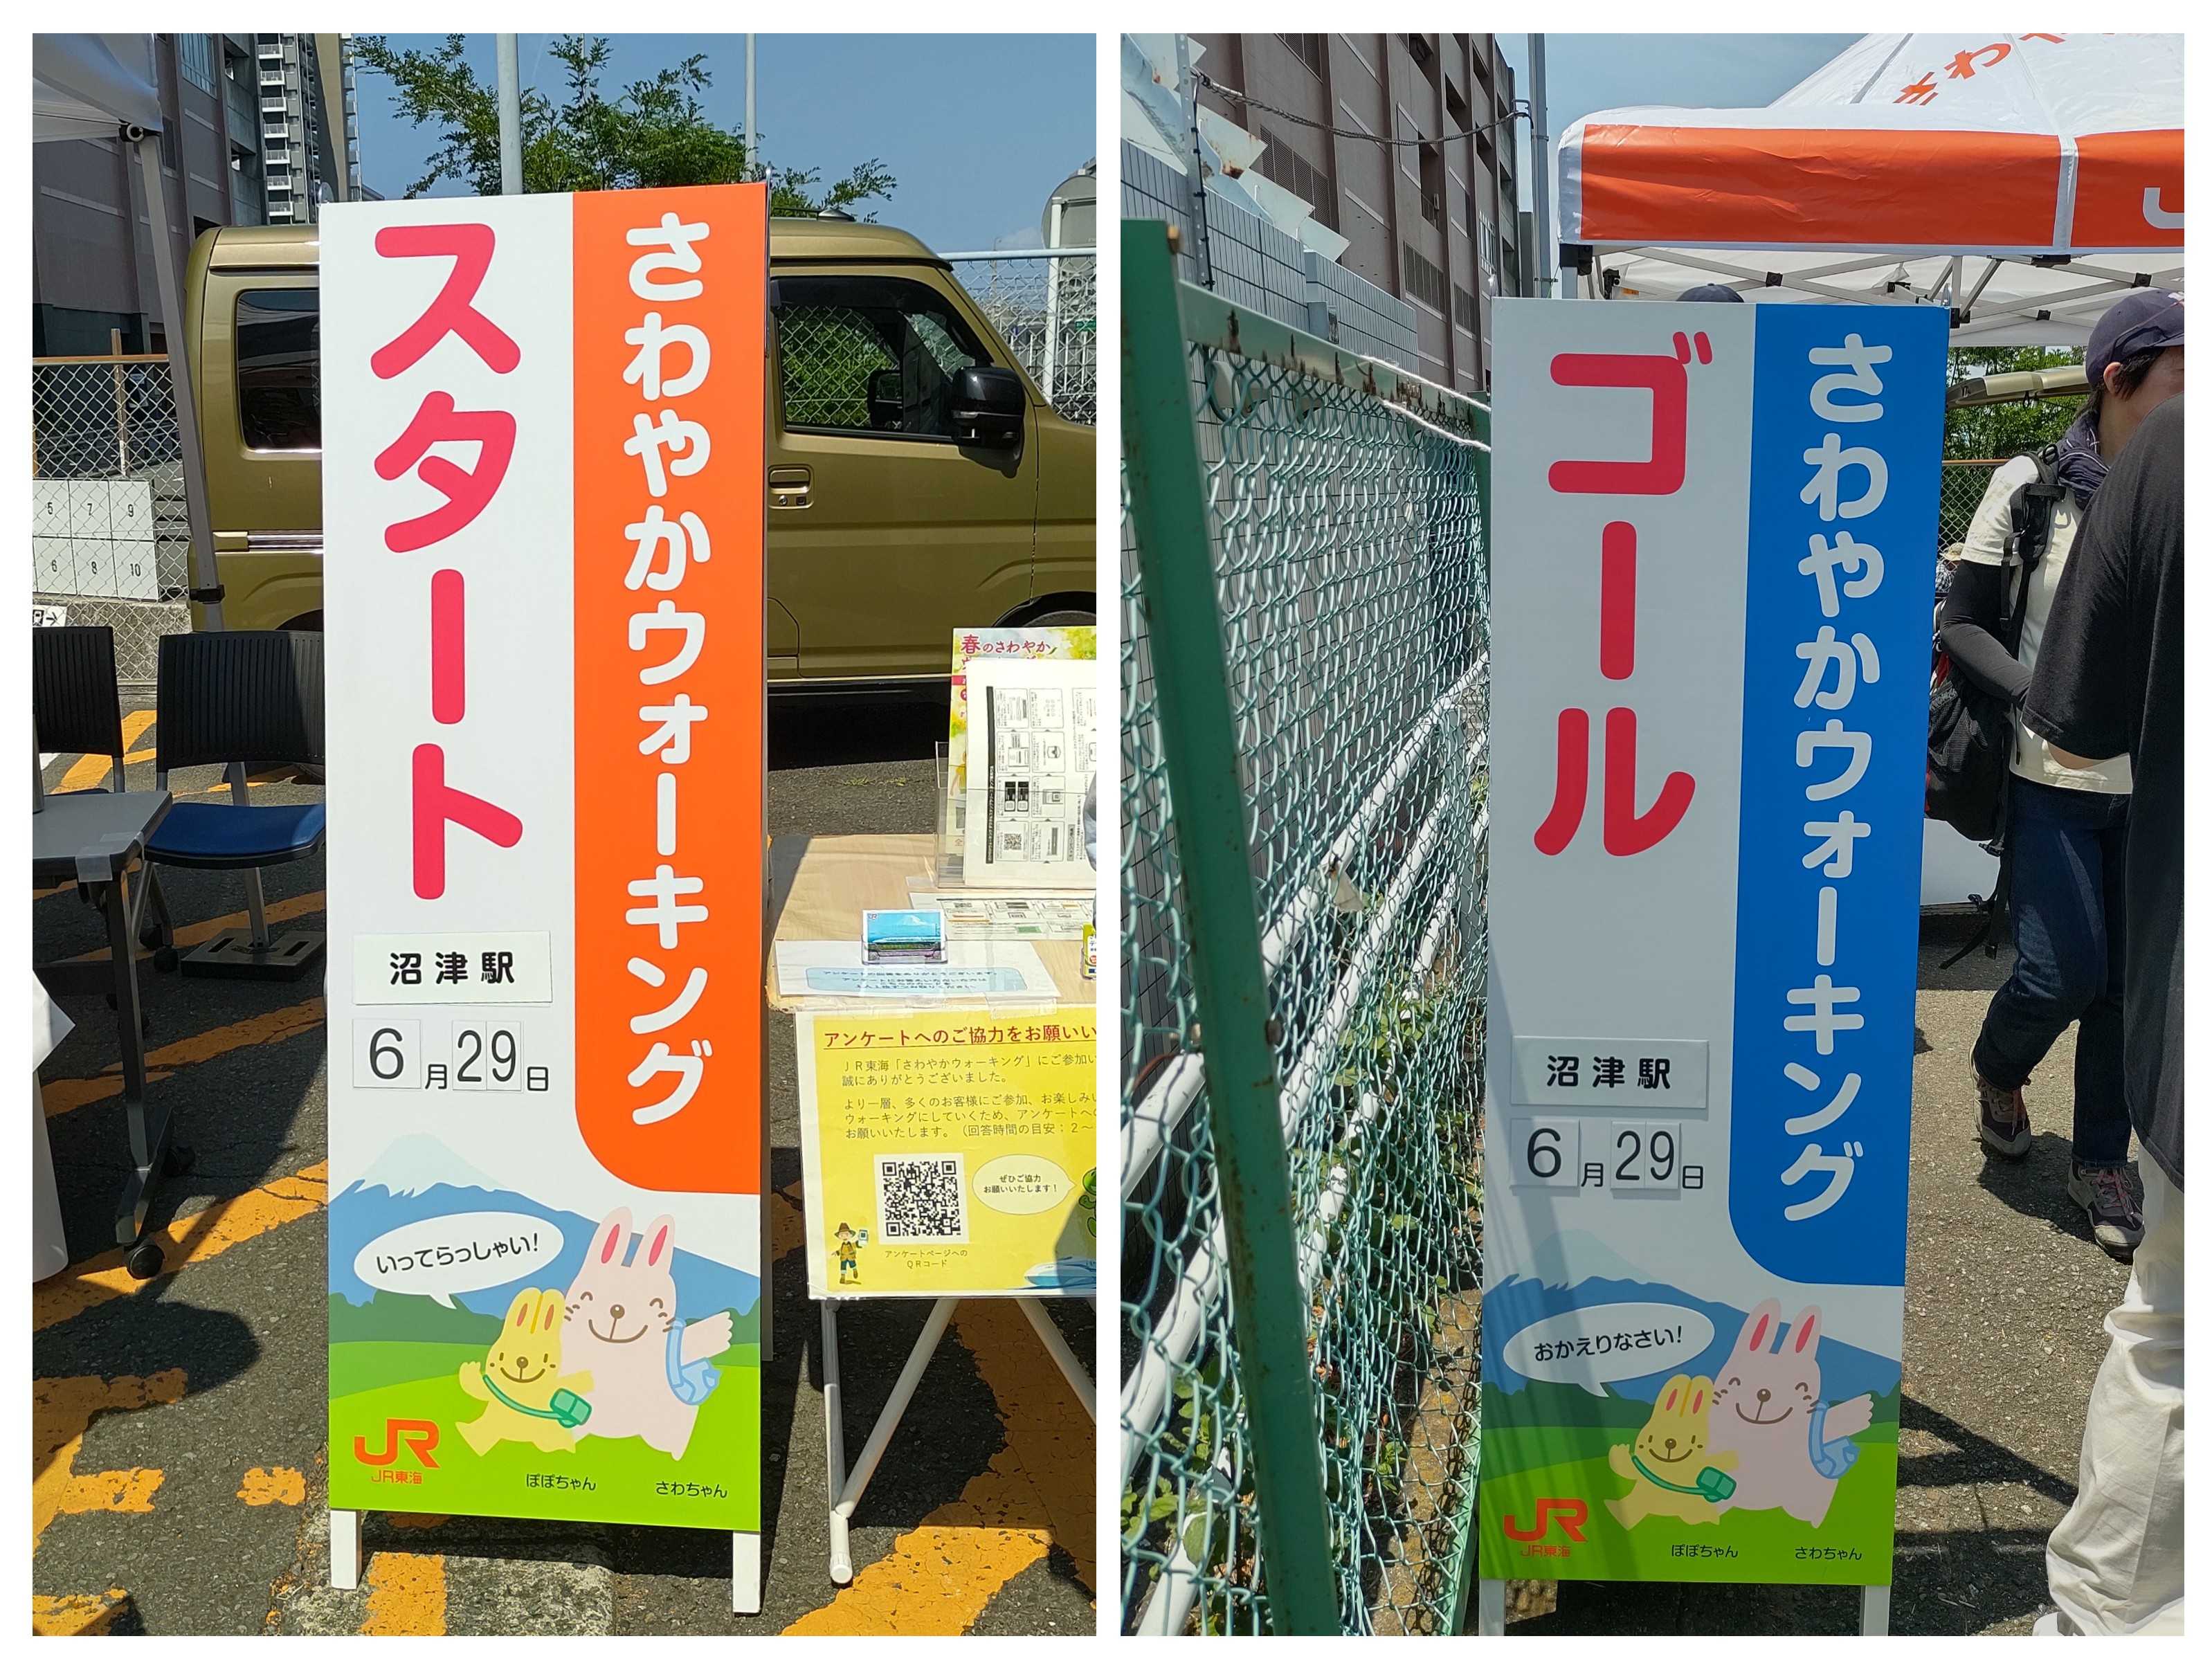 さわやかウォーキング
スタート
沼津駅
6月29日
いってらっしゃい!
JR
JR東海
ぽぽちゃん
さわちゃん
5 7 9
6 8 10
春のさわやか
アンケートへのご協力をお願いい
JR東海「さわやかウォーキング」にご参加い
誠にありがとうございました。
より一層、多くのお客様にご参加、お楽しみい
ウォーキングにしていくため、アンケートへの
お願いいたします。(回答時間の目安:2~
ぜひご協力
お願いいたします!
アンケートページへの
QRコード
さわや
さわやかウォーキング
ゴール
沼津駅
6月29日
おかえりなさい!
JR
JR東海
ぽぽちゃん
さわちゃん